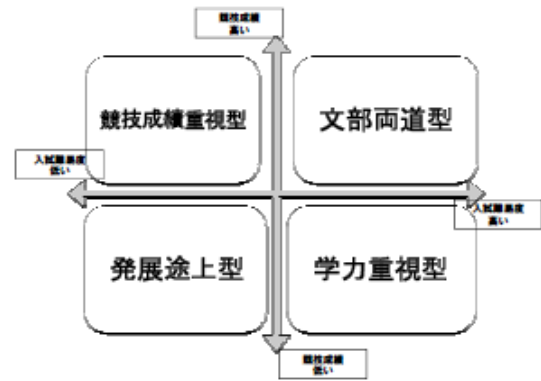 競技成績
高い
競技成績重視型
文部両道型
入試難易度
低い
入試難易度
高い
発展途上型
学力重視型
競技成績
低い